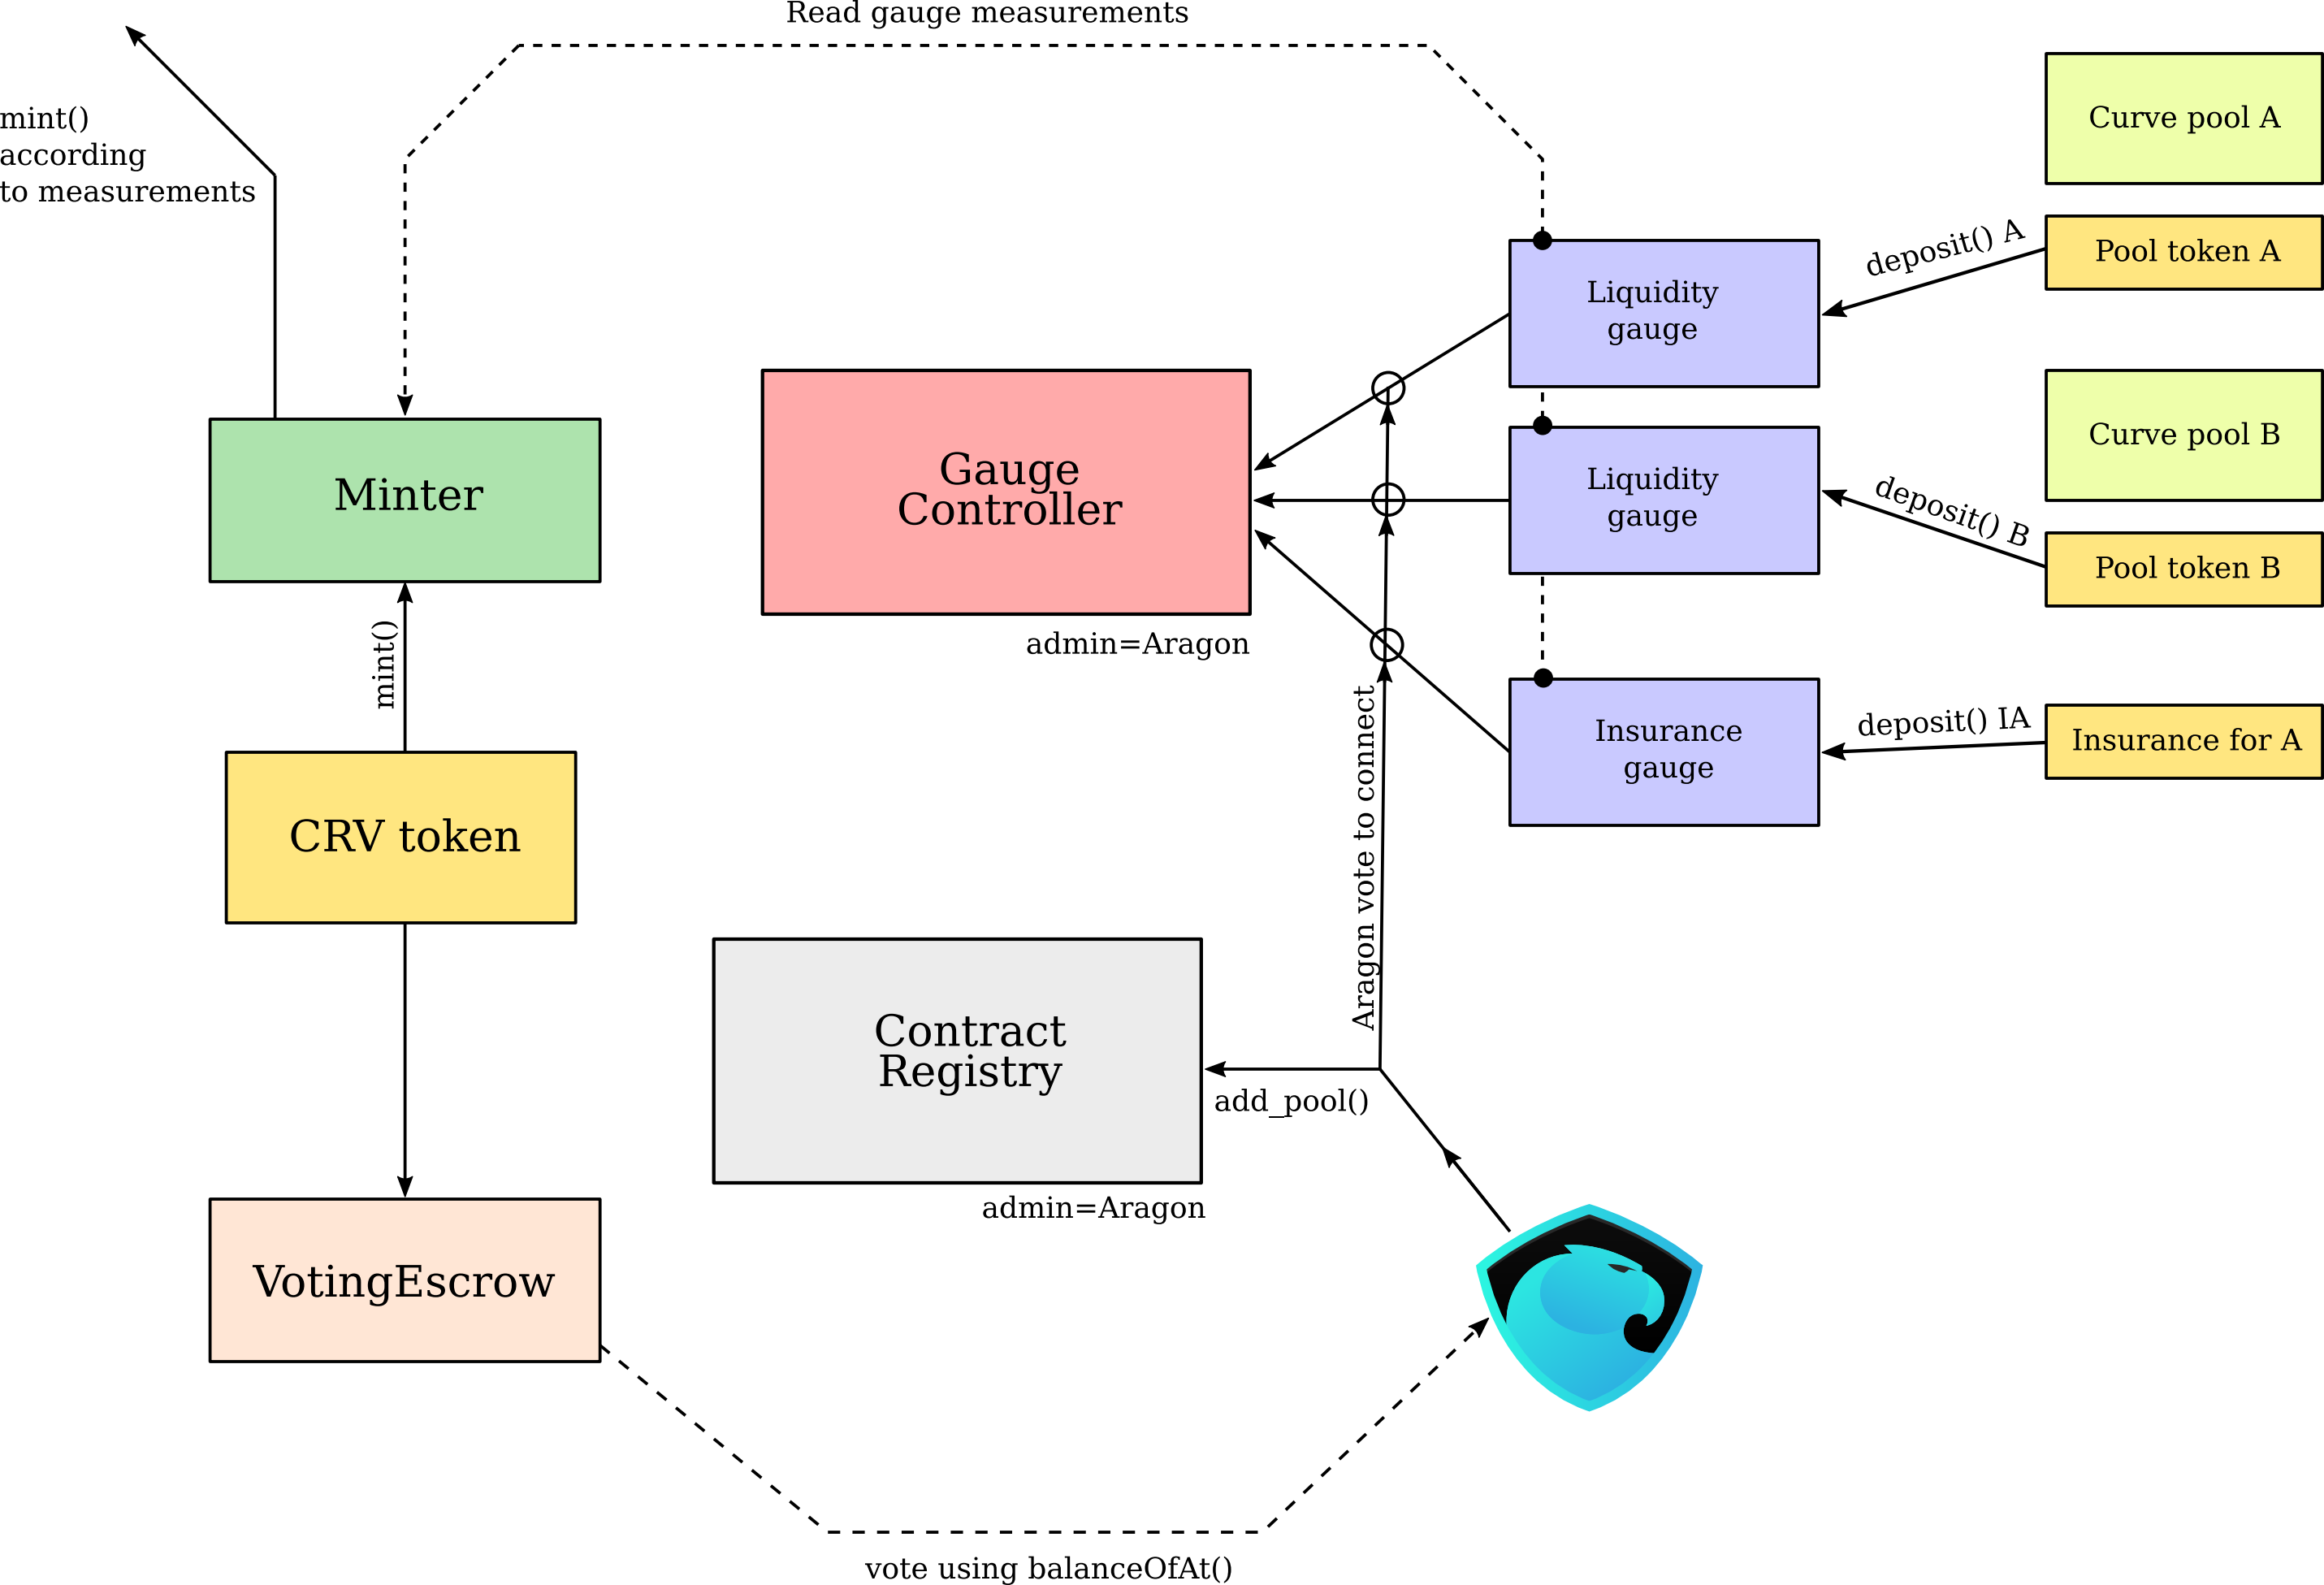 Read gauge measurements
mint()
according
to measurements
Curve pool A
deposit() A
Pool token A
Liquidity
gauge
Curve pool B
Gauge
Controller
Liquidity
gauge
deposit() B
Pool token B
Minter
admin=Aragon
mint()
Aragon vote to connect
Insurance
gauge
deposit() IA
Insurance for A
CRV token
Contract
Registry
add_pool()
admin=Aragon
VotingEscrow
vote using balanceOfAt()